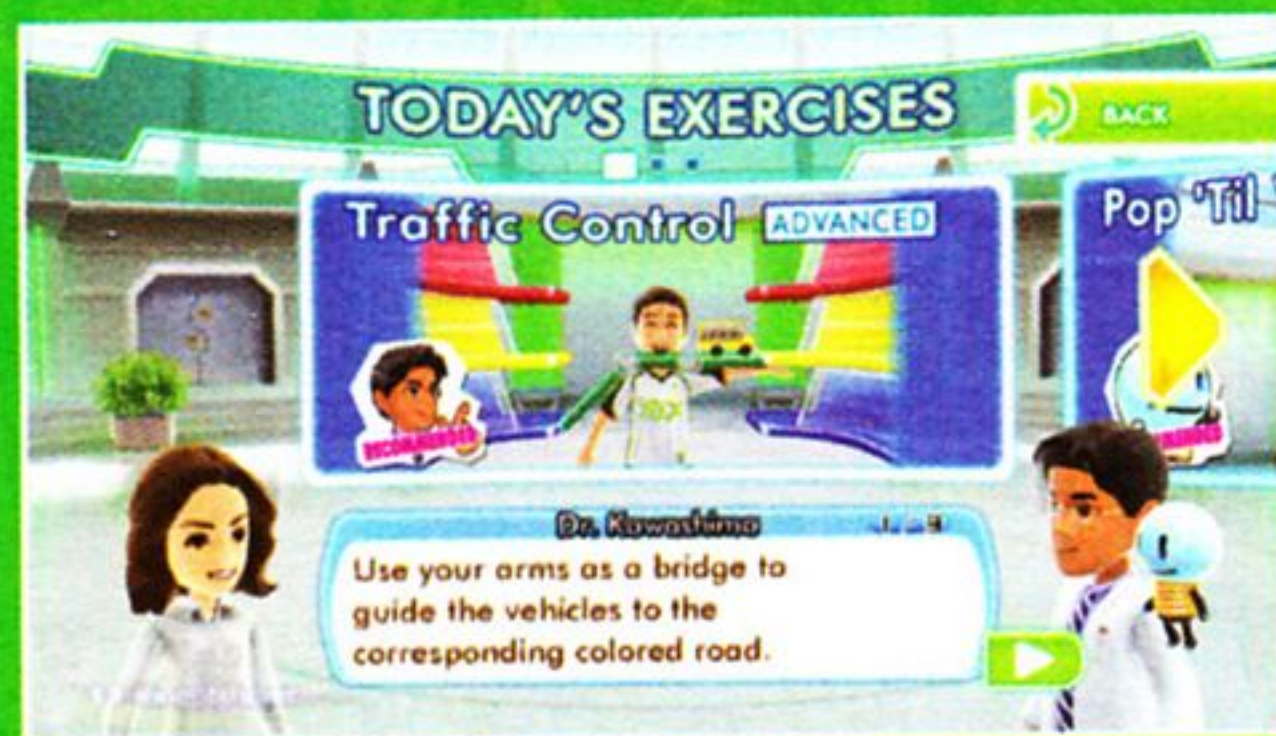 TODAY'S EXERCISES
BACK
Traffic Control ADVANCED
Pop 'Til
RECOMMENDED
Dr. Kawashima
Use your arms as a bridge to
guide the vehicles to the
corresponding colored road.